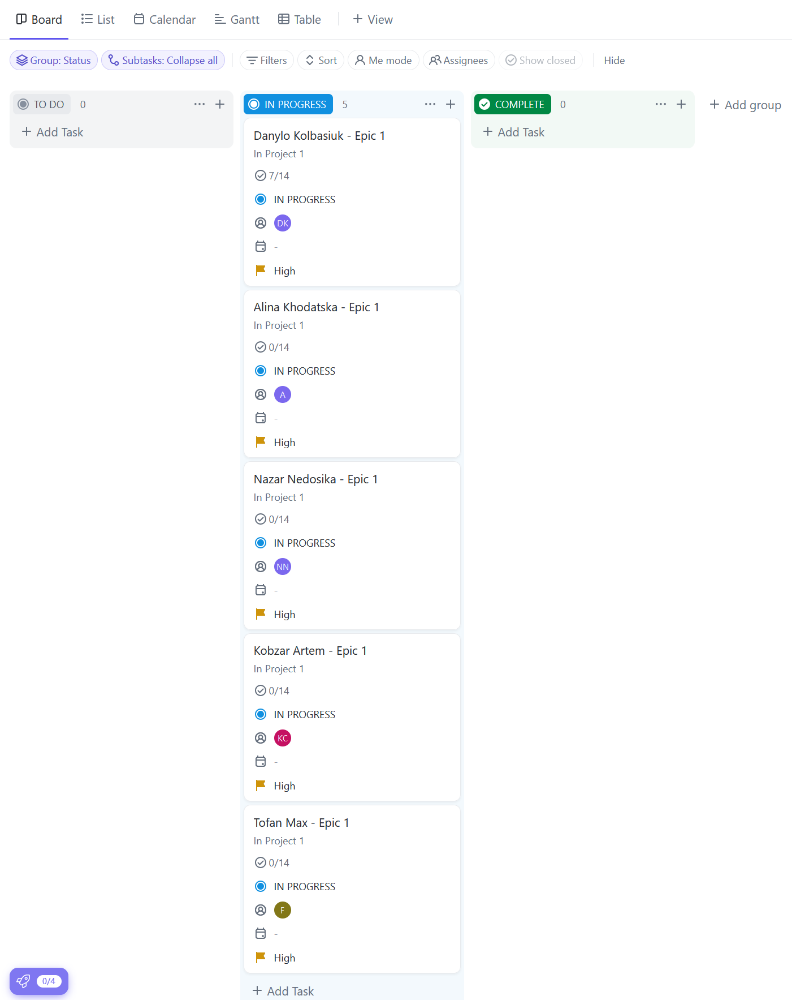 Board List Calendar Gantt Table View
Group: Status Subtasks: Collapse all Filters Sort Me mode Assignees Show closed Hide
TO DO 0
Add Task
IN PROGRESS 5
Danylo Kolbasiuk - Epic 1
In Project 1
7/14
IN PROGRESS
DK
-
High
Alina Khodatska - Epic 1
In Project 1
0/14
IN PROGRESS
A
-
High
Nazar Nedosika - Epic 1
In Project 1
0/14
IN PROGRESS
NN
-
High
Kobzar Artem - Epic 1
In Project 1
0/14
IN PROGRESS
KC
-
High
Tofan Max - Epic 1
In Project 1
0/14
IN PROGRESS
F
-
High
Add Task
COMPLETE 0
Add Task
Add group
0/4